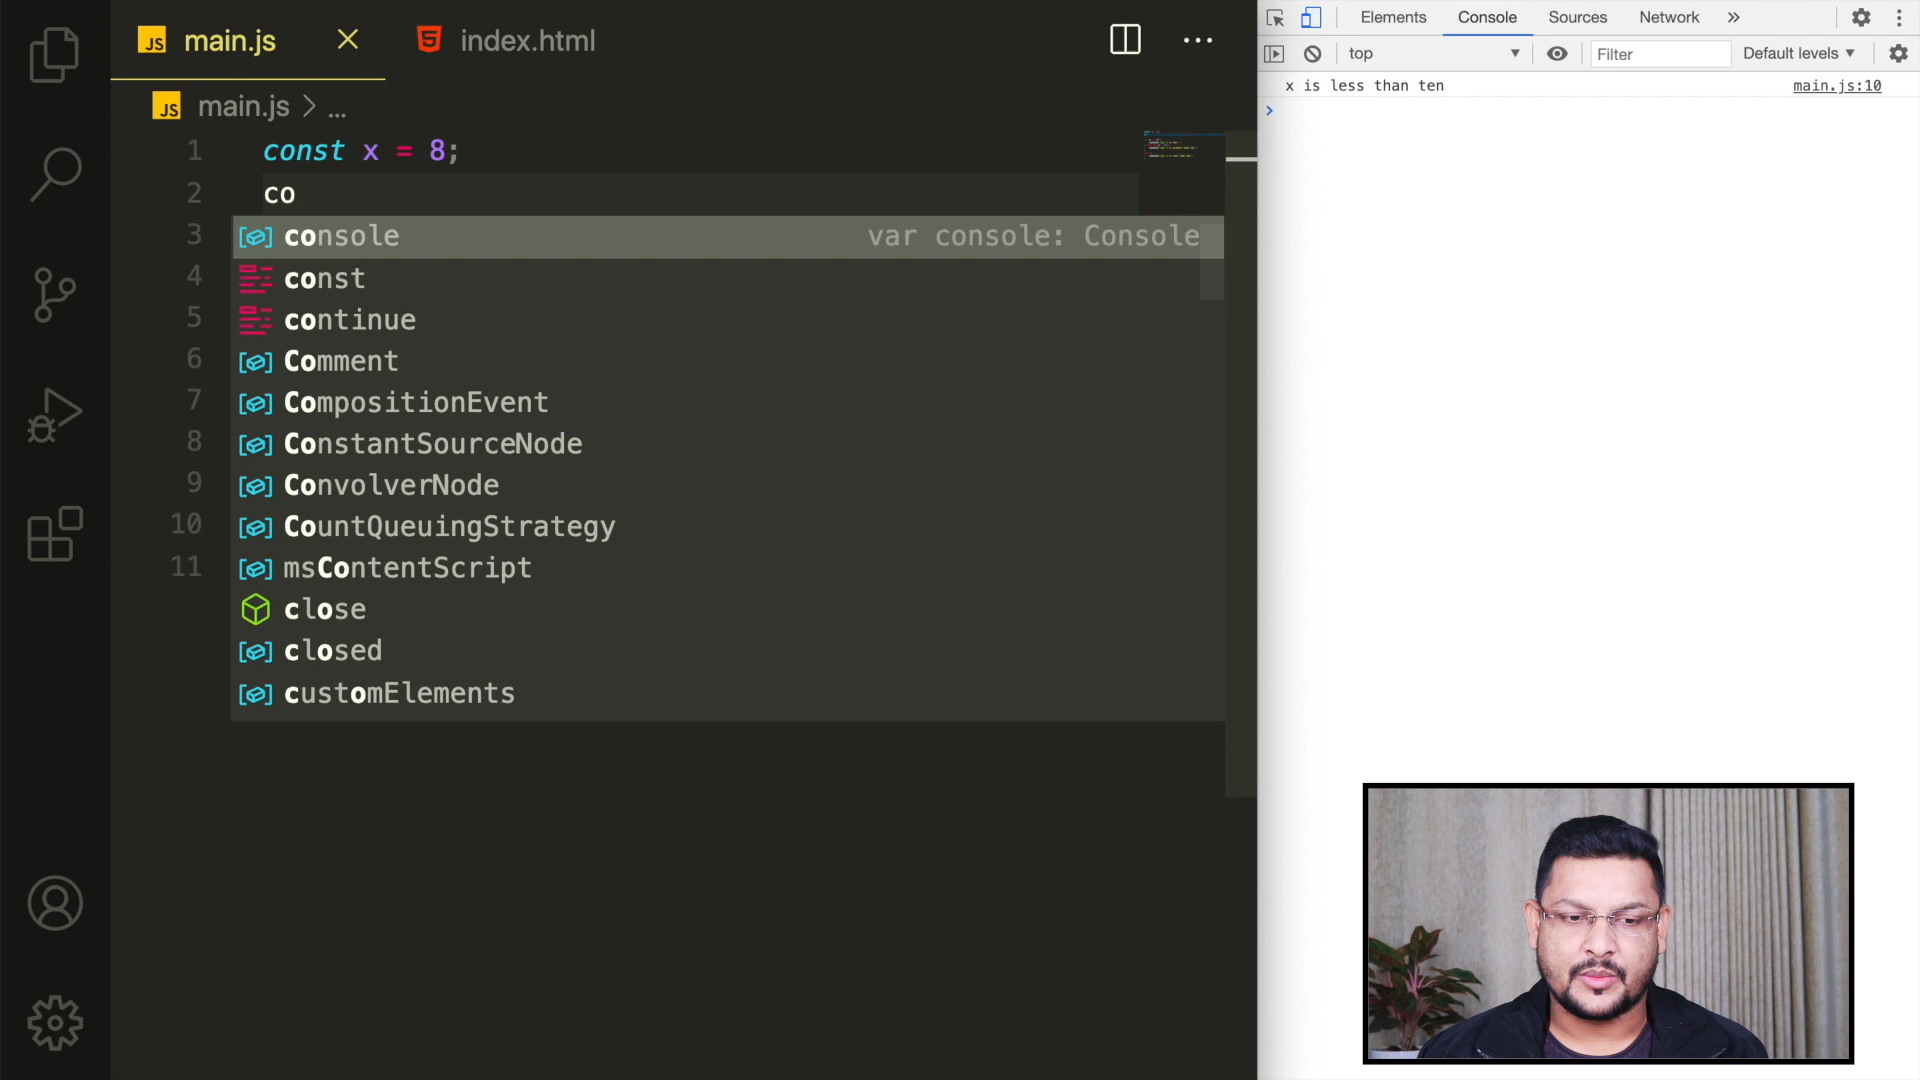 JS main.js index.html
JS main.js > ...
1 const x = 8;
2 co
3 console var console: Console
4 const
5 continue
6 Comment
7 CompositionEvent
8 ConstantSourceNode
9 ConvolverNode
10 CountQueuingStrategy
11 msContentScript
close
closed
customElements
Elements Console Sources Network
top Filter Default levels
x is less than ten main.js:10